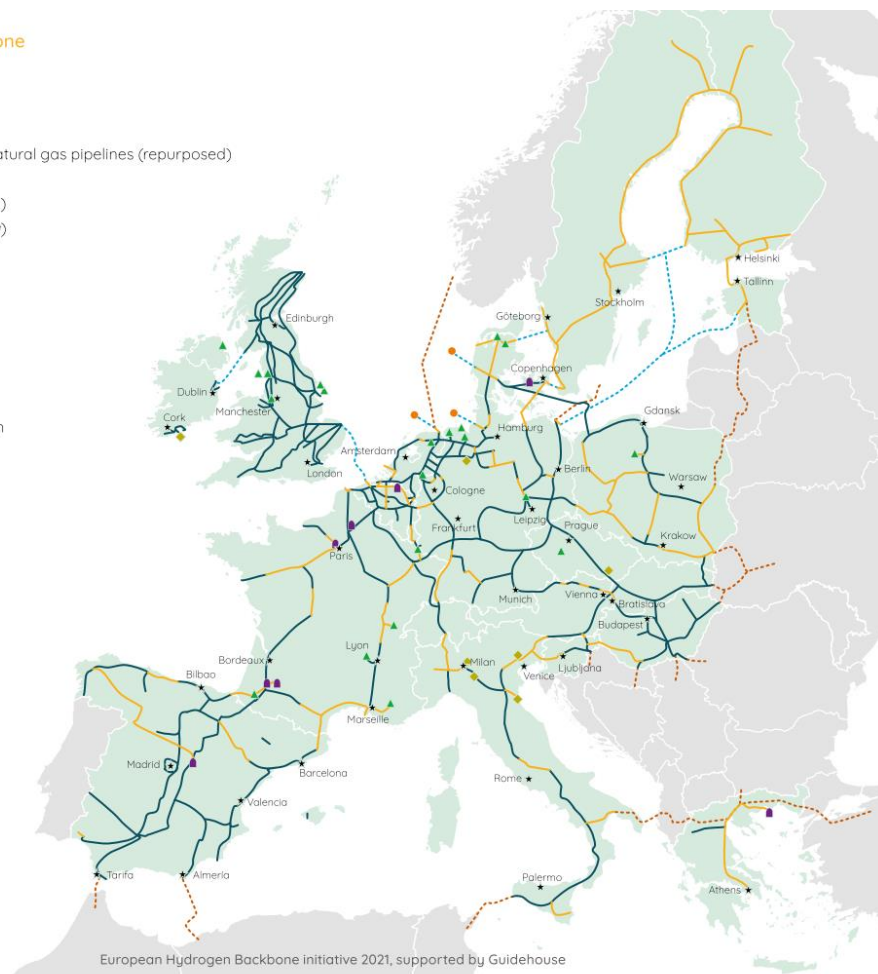 one
atural gas pipelines (repurposed)
)
)
n
Helsinki
Tallinn
Stockholm
Göteborg
Edinburgh
Copenhagen
Dublin
Manchester
Gdansk
Cork
Hamburg
Amsterdam
London
Berlin
Warsaw
Cologne
Leipzig
Frankfurt
Prague
Krakow
Paris
Munich
Vienna
Bratislava
Budapest
Lyon
Bordeaux
Milan
Venice
Ljubljana
Bilbao
Marseille
Madrid
Barcelona
Rome
Valencia
Tarifa
Almería
Palermo
Athens
European Hydrogen Backbone initiative 2021, supported by Guidehouse